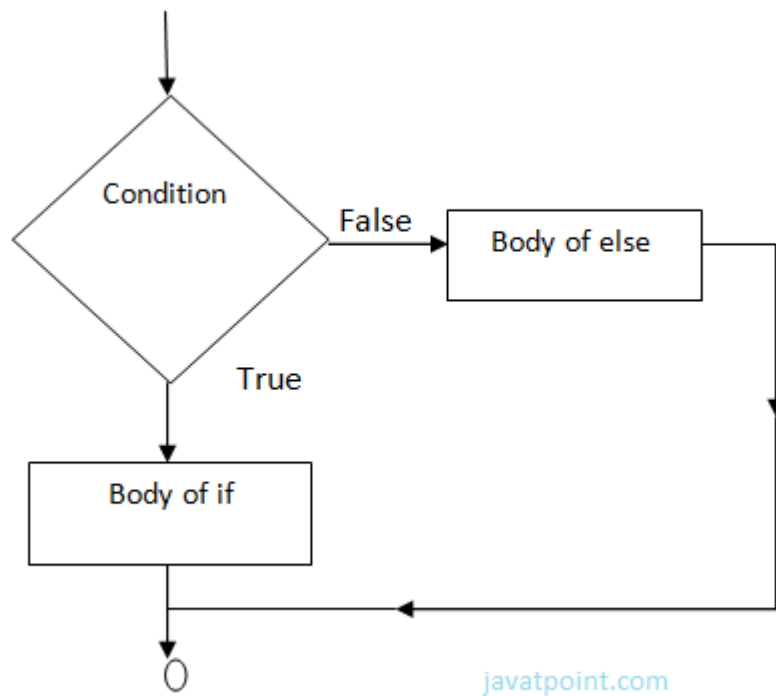 Condition
False
Body of else
True
Body of if
javatpoint.com